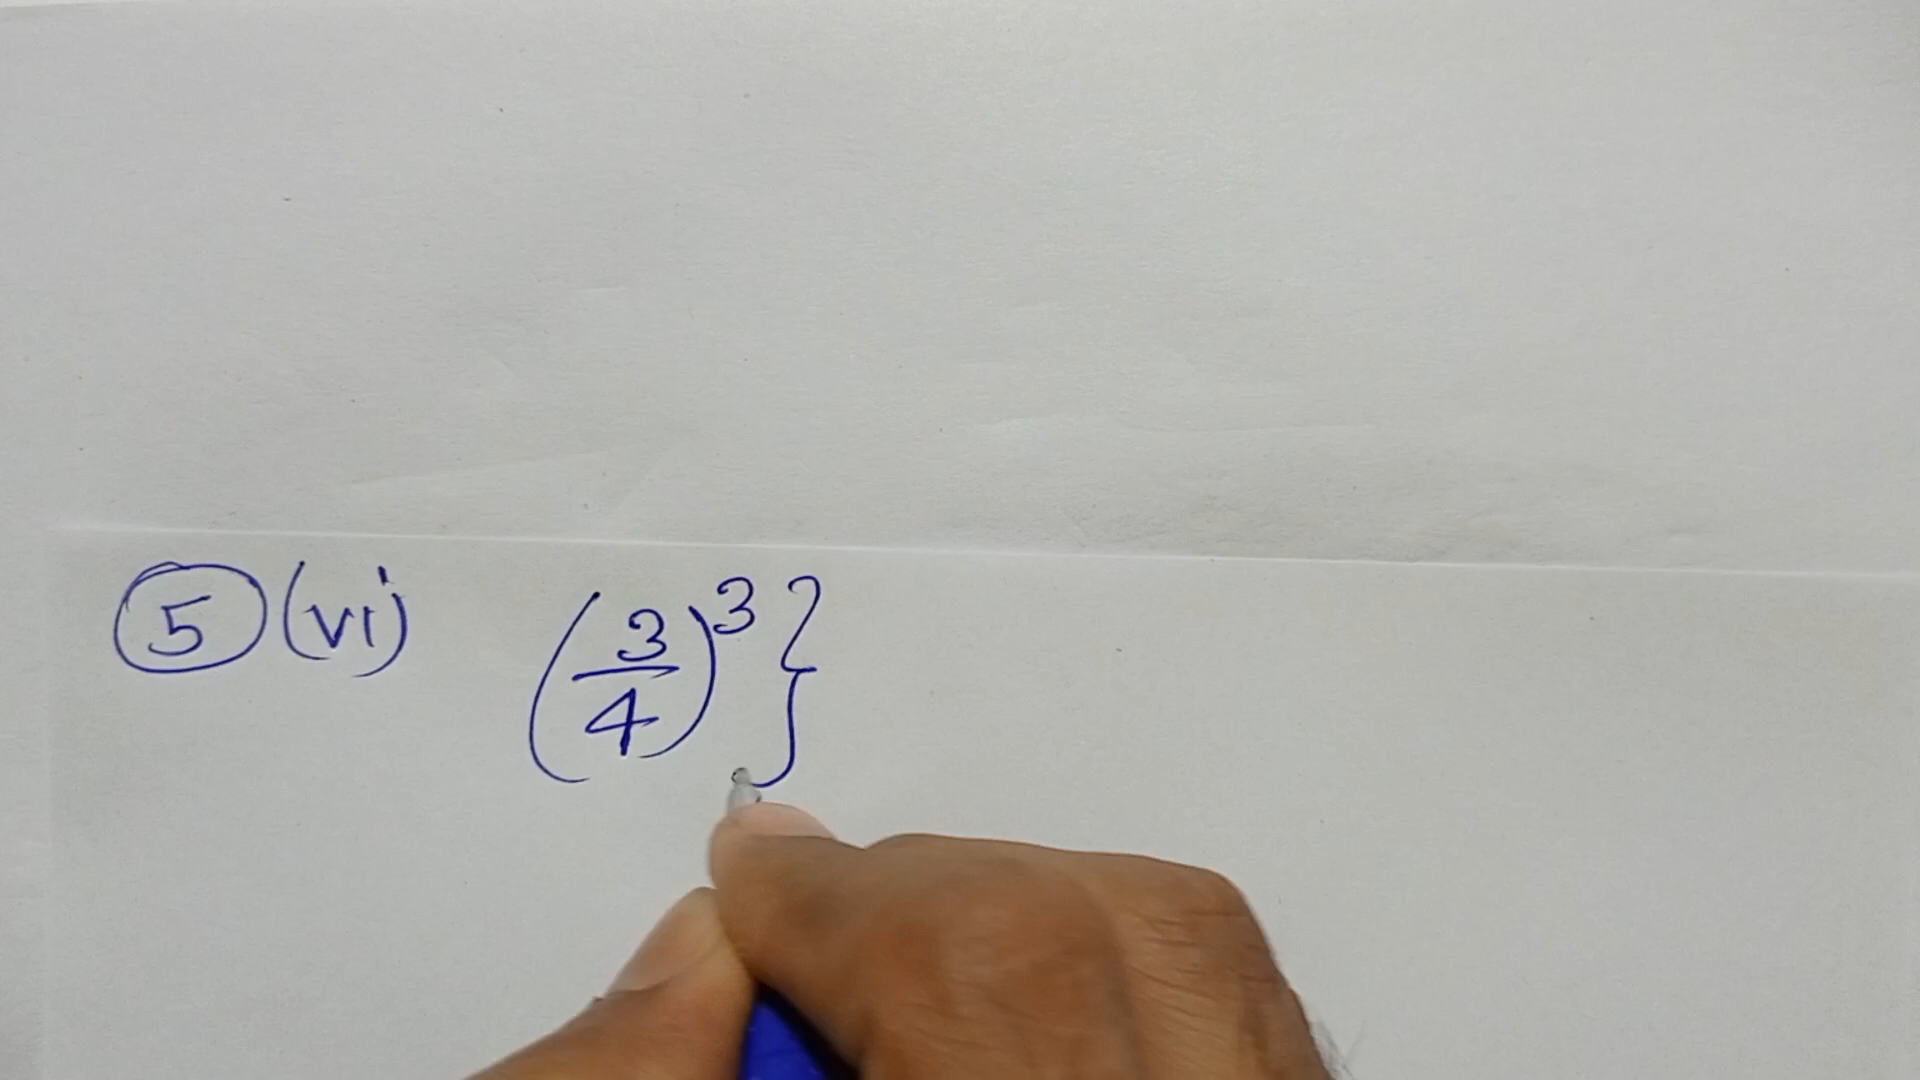 ⑤ (vi) (3/4)³ }